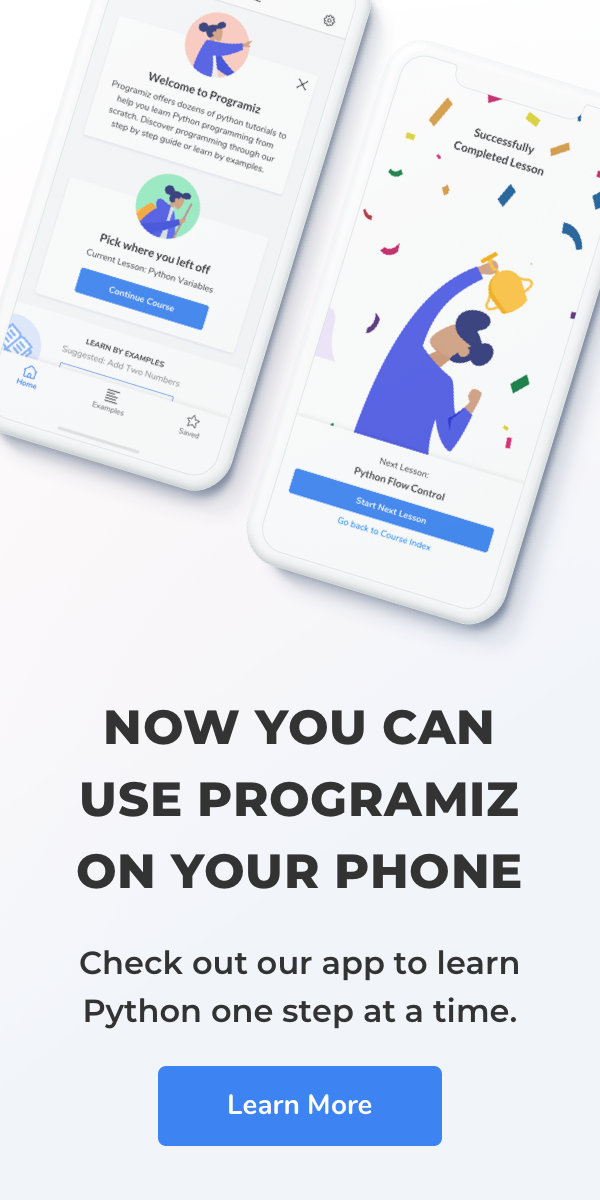 Welcome to Programiz
Programiz offers dozens of python tutorials to
help you learn Python programming from
scratch. Discover programming through our
step by step guide or learn by examples.
Pick where you left off
Current Lesson: Python Variables
Continue Course
LEARN BY EXAMPLES
Suggested: Add Two Numbers
Home
Examples
Saved
Successfully
Completed Lesson
Next Lesson:
Python Flow Control
Start Next Lesson
Go back to Course Index
NOW YOU CAN
USE PROGRAMIZ
ON YOUR PHONE
Check out our app to learn
Python one step at a time.
Learn More